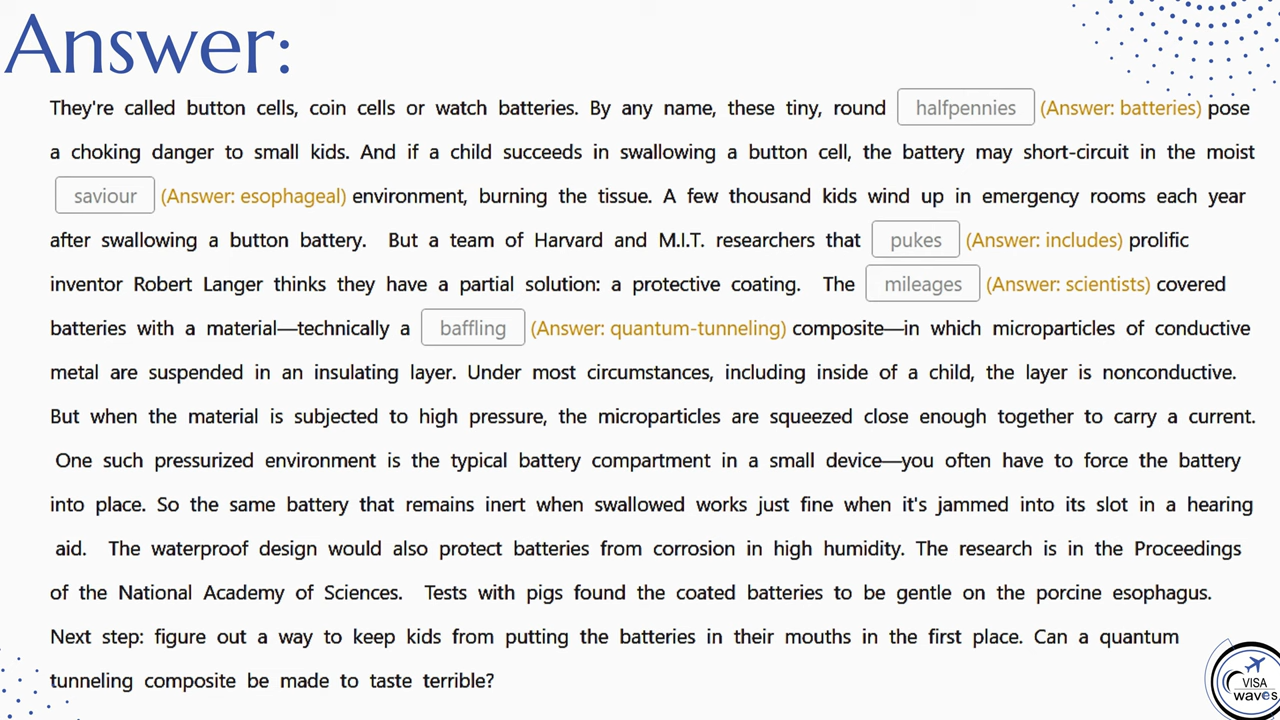 Answer:
They're called button cells, coin cells or watch batteries. By any name, these tiny, round halfpennies (Answer: batteries) pose
a choking danger to small kids. And if a child succeeds in swallowing a button cell, the battery may short-circuit in the moist
saviour (Answer: esophageal) environment, burning the tissue. A few thousand kids wind up in emergency rooms each year
after swallowing a button battery. But a team of Harvard and M.I.T. researchers that pukes (Answer: includes) prolific
inventor Robert Langer thinks they have a partial solution: a protective coating. The mileages (Answer: scientists) covered
batteries with a material—technically a baffling (Answer: quantum-tunneling) composite—in which microparticles of conductive
metal are suspended in an insulating layer. Under most circumstances, including inside of a child, the layer is nonconductive.
But when the material is subjected to high pressure, the microparticles are squeezed close enough together to carry a current.
One such pressurized environment is the typical battery compartment in a small device—you often have to force the battery
into place. So the same battery that remains inert when swallowed works just fine when it's jammed into its slot in a hearing
aid. The waterproof design would also protect batteries from corrosion in high humidity. The research is in the Proceedings
of the National Academy of Sciences. Tests with pigs found the coated batteries to be gentle on the porcine esophagus.
Next step: figure out a way to keep kids from putting the batteries in their mouths in the first place. Can a quantum
tunneling composite be made to taste terrible?
VISA
waves